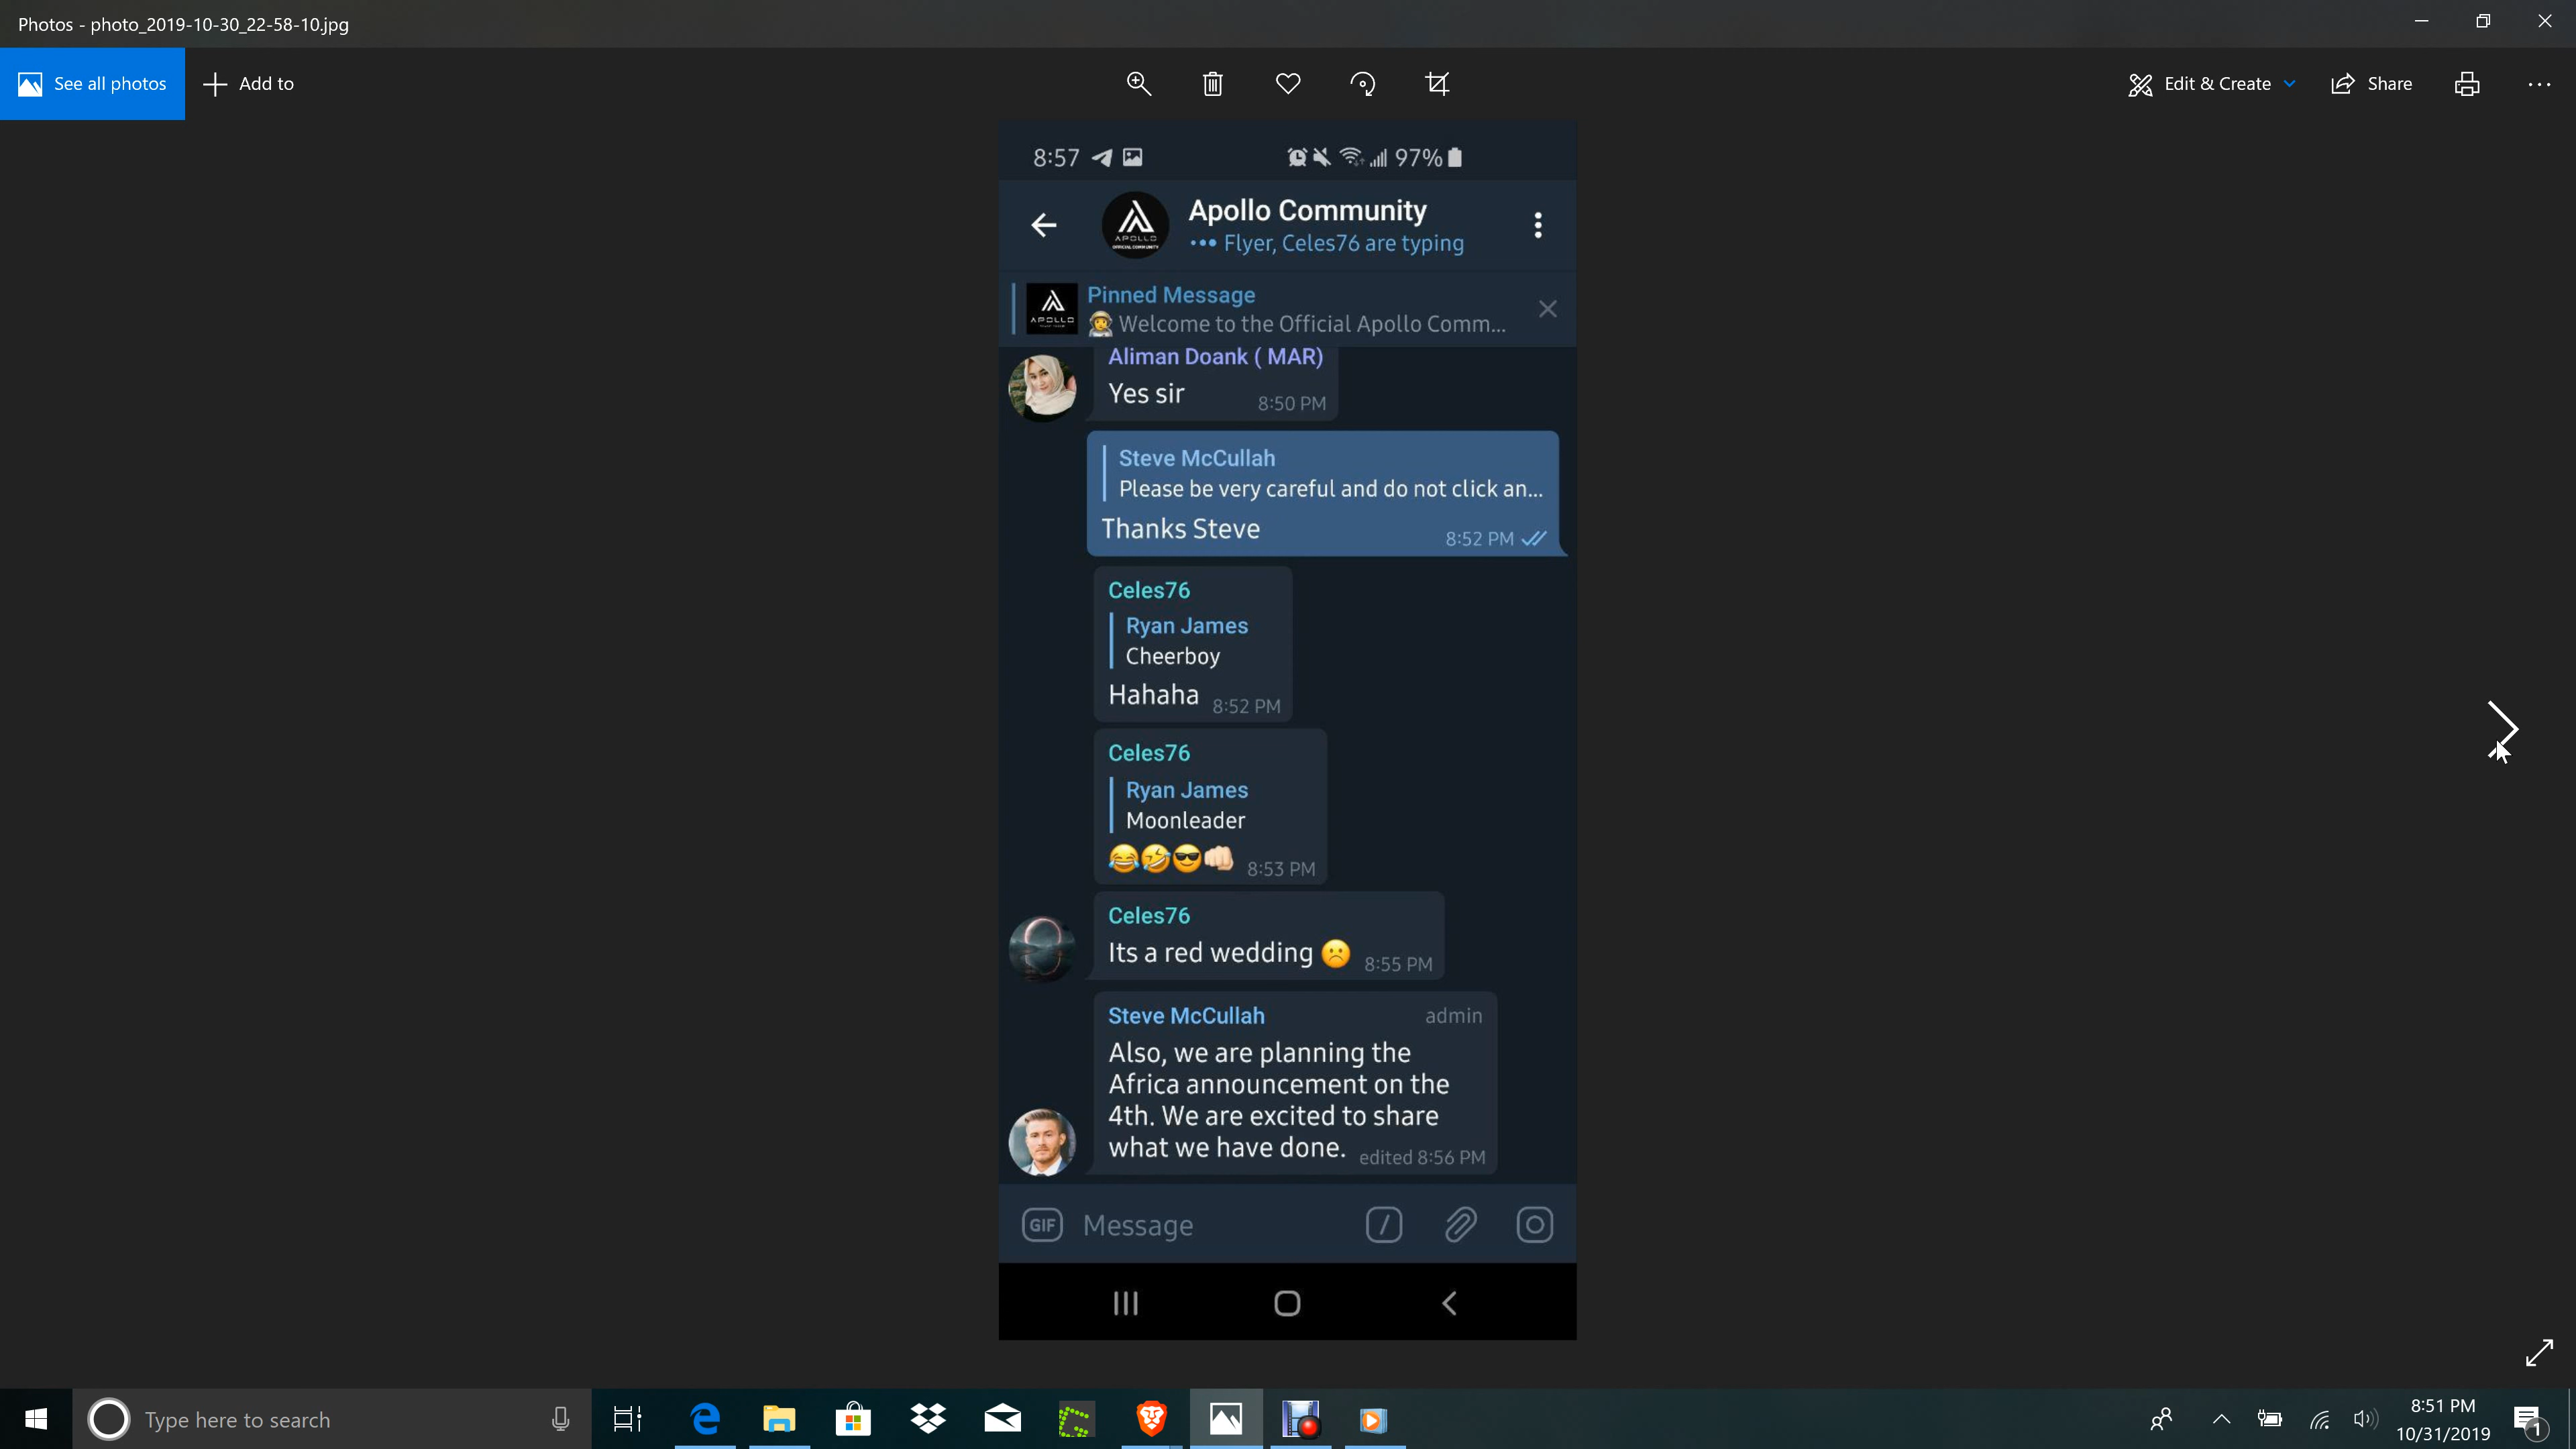 Photos - photo_2019-10-30_22-58-10.jpg
See all photos
Add to
Edit & Create
Share
8:57
97%
Apollo Community
Flyer, Celes76 are typing
APOLLO
OFFICIAL COMMUNITY
Pinned Message
Welcome to the Official Apollo Comm...
APOLLO
Aliman Doank ( MAR)
Yes sir
8:50 PM
Steve McCullah
Please be very careful and do not click an...
Thanks Steve
8:52 PM
Celes76
Ryan James
Cheerboy
Hahaha
8:52 PM
Celes76
Ryan James
Moonleader
8:53 PM
Celes76
Its a red wedding
8:55 PM
Steve McCullah
admin
Also, we are planning the
Africa announcement on the
4th. We are excited to share
what we have done.
edited 8:56 PM
GIF
Message
Type here to search
8:51 PM
10/31/2019
1